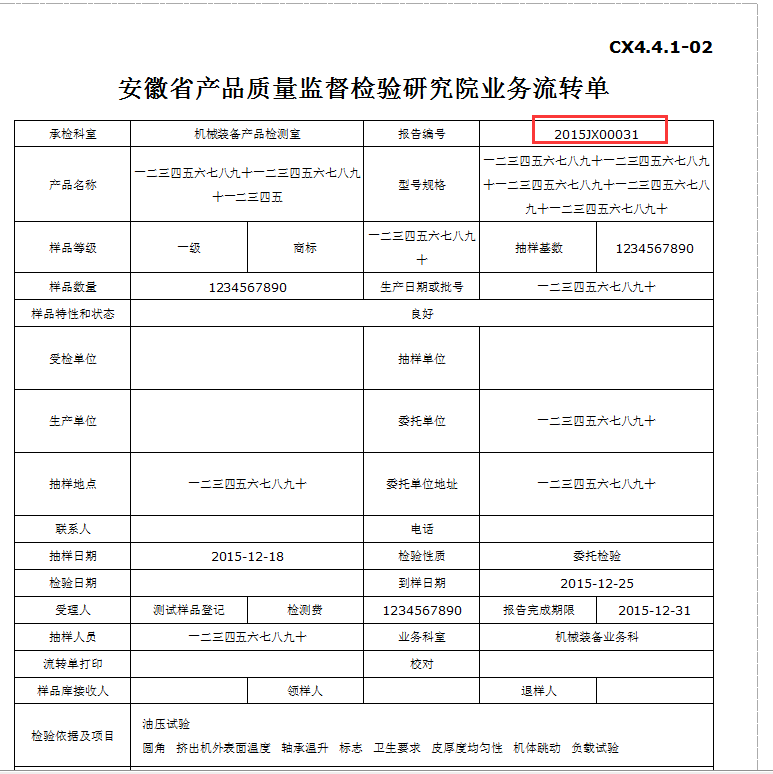 CX4.4.1-02
安徽省产品质量监督检验研究院业务流转单
承检科室 机械装备产品检测室 报告编号 2015JX00031
产品名称 一二三四五六七八九十一二三四五六七八九 型号规格 一二三四五六七八九十一二三四五六七八九
十一二三四五 十一二三四五六七八九十一二三四五六七八
九十一二三四五六七八九十
样品等级 一级 商标 一二三四五六七八九 抽样基数 1234567890
十
样品数量 1234567890 生产日期或批号 一二三四五六七八九十
样品特性和状态 良好
受检单位 抽样单位
生产单位 委托单位 一二三四五六七八九十
抽样地点 一二三四五六七八九十 委托单位地址 一二三四五六七八九十
联系人 电话
抽样日期 2015-12-18 检验性质 委托检验
检验日期 到样日期 2015-12-25
受理人 测试样品登记 检测费 1234567890 报告完成期限 2015-12-31
抽样人员 一二三四五六七八九十 业务科室 机械装备业务科
流转单打印 校对
样品库接收人 领样人 退样人
检验依据及项目 油压试验
圆角 挤出机外表面温度 轴承温升 标志 卫生要求 皮厚度均匀性 机体跳动 负载试验